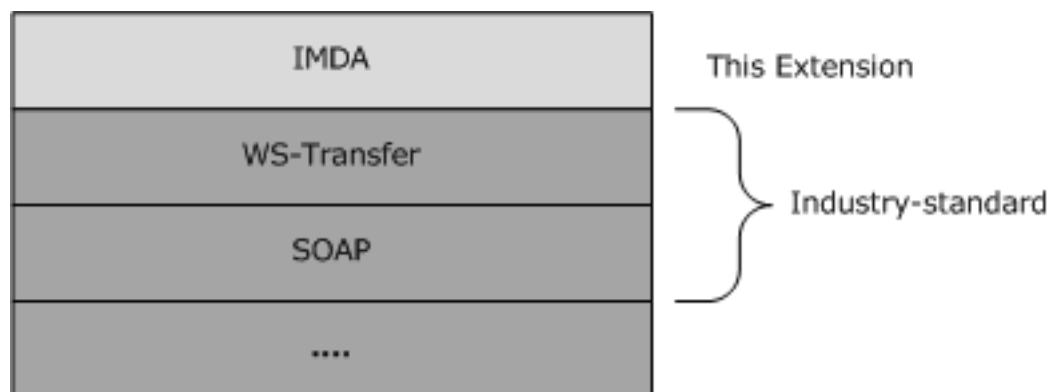 IMDA
This Extension
WS-Transfer
Industry-standard
SOAP
....